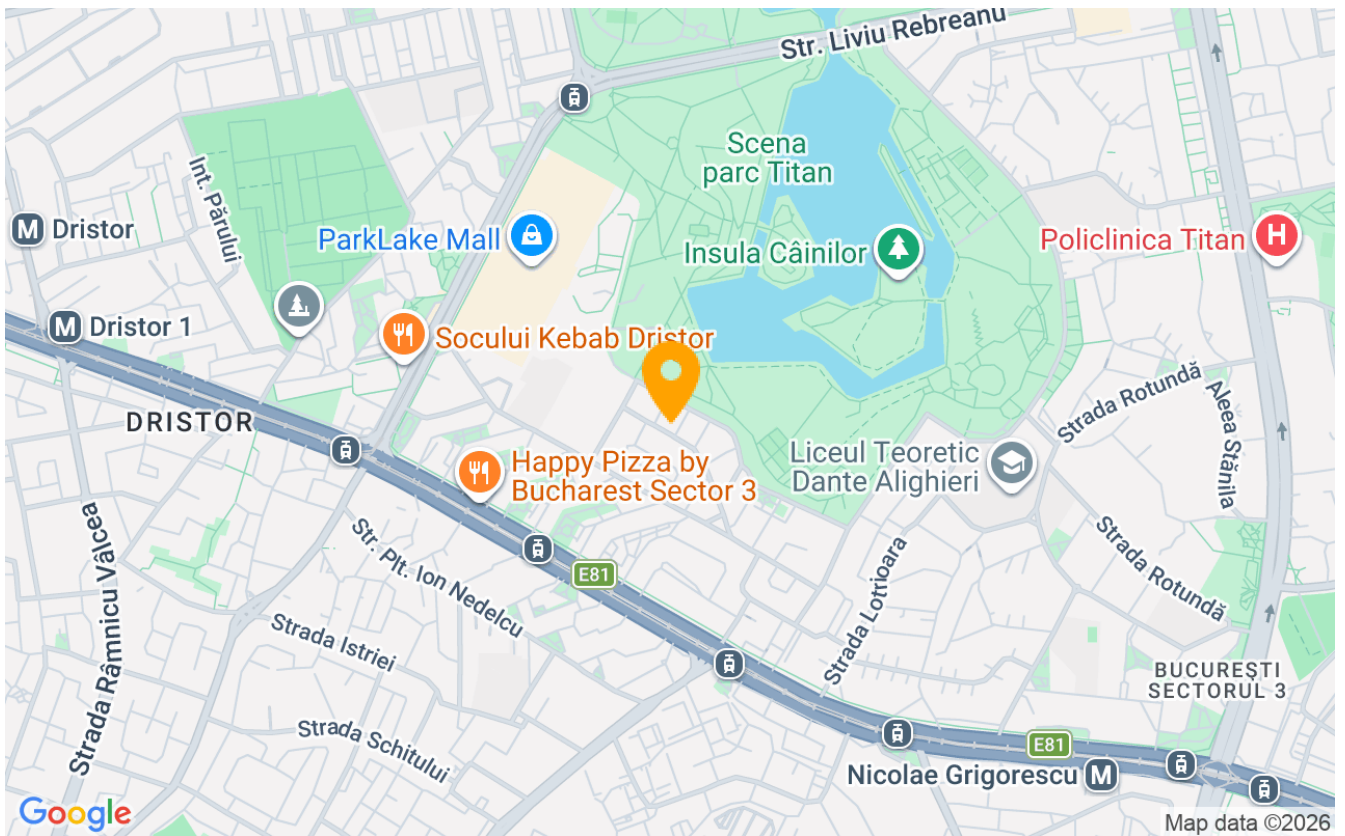 Str. Liviu Rebreanu
Scena
parc Titan
Int. Părului
M Dristor
ParkLake Mall
Insula Câinilor
Policlinica Titan
H
M Dristor 1
Socului Kebab Dristor
Strada Rotundă
Aleea Stănila
DRISTOR
Happy Pizza by
Bucharest Sector 3
Liceul Teoretic
Dante Alighieri
Strada Râmnicu Vâlcea
Str. Plt. Ion Nedelcu
E81
Strada Lotrioara
Strada Rotundă
Strada Istriei
BUCUREȘTI
SECTORUL 3
Strada Schitului
E81
Nicolae Grigorescu M
Google
Map data ©2026